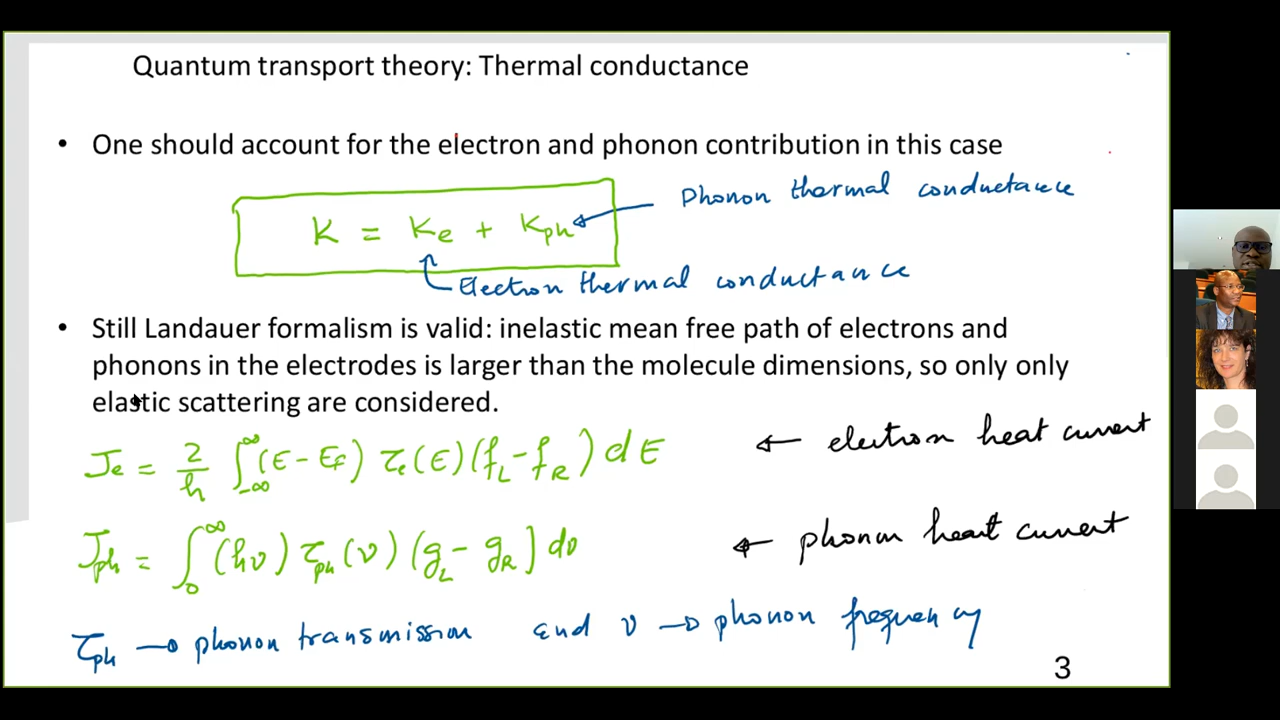 Quantum transport theory: Thermal conductance
• One should account for the electron and phonon contribution in this case
Phonon thermal conductance
K = Ke + Kph
Electron thermal conductance
• Still Landauer formalism is valid: inelastic mean free path of electrons and
phonons in the electrodes is larger than the molecule dimensions, so only only
elastic scattering are considered.
Je = 2/h ∫_{-∞}^{∞} (E - EF) τe(E) (fL - fR) dE ← electron heat current
Jph = ∫_0^∞ (hν) τph(ν) (gL - gR] dν ← phonon heat current
τph → phonon transmission and ν → phonon frequency
3